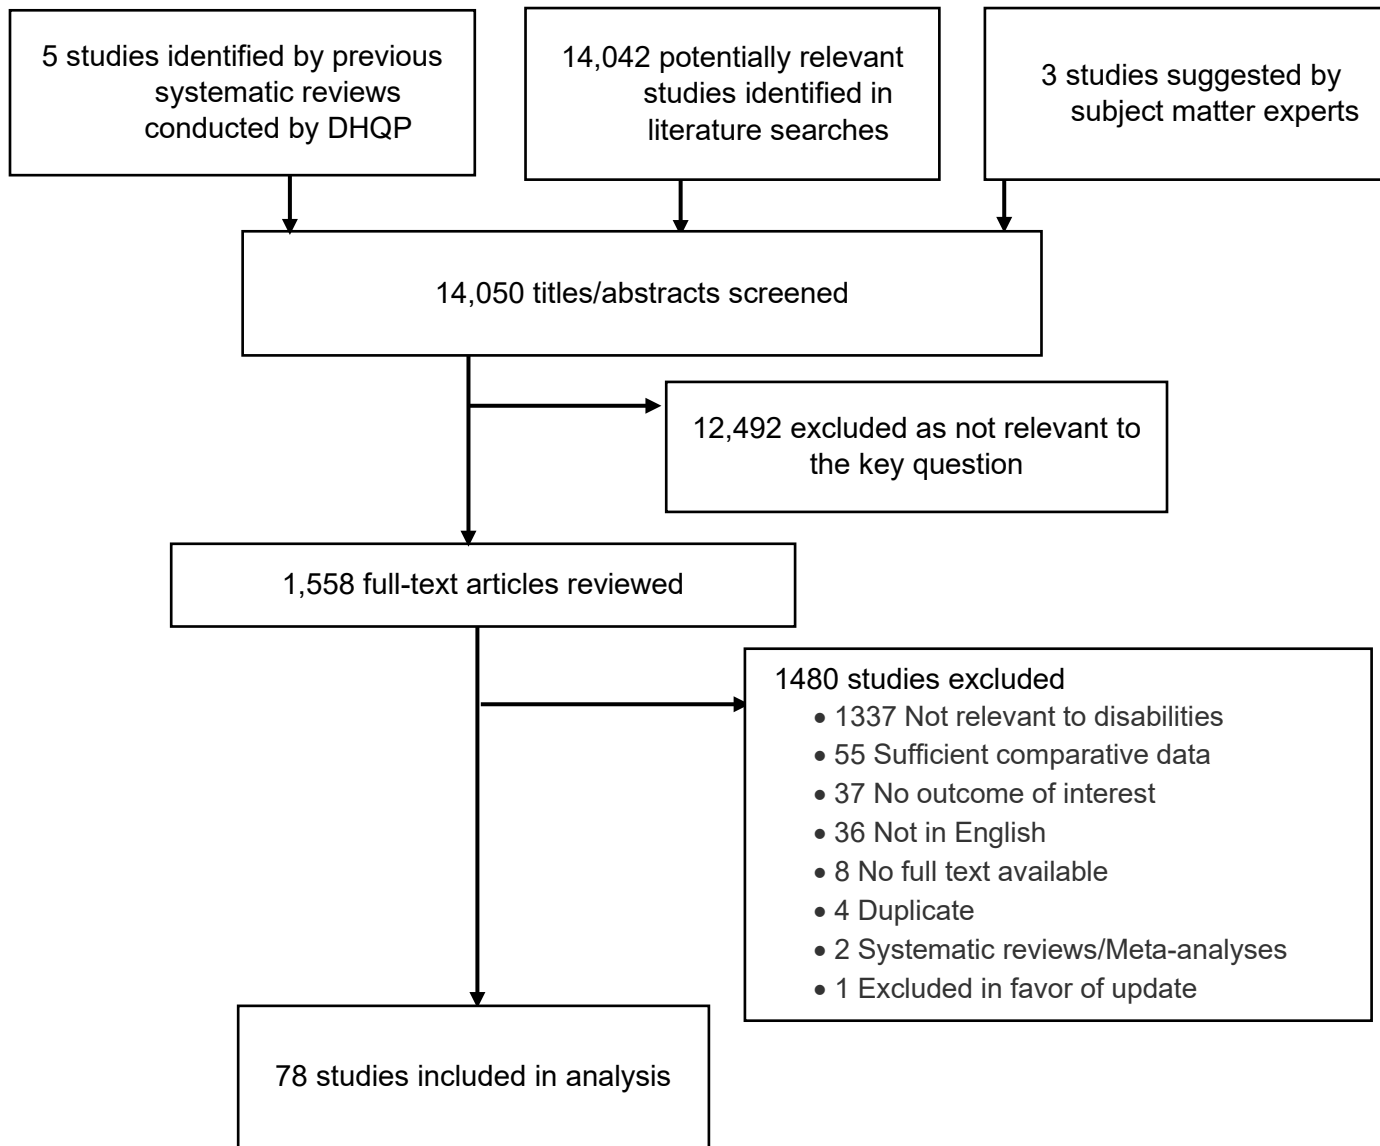 5 studies identified by previous
systematic reviews
conducted by DHQP
14,042 potentially relevant
studies identified in
literature searches
3 studies suggested by
subject matter experts
14,050 titles/abstracts screened
12,492 excluded as not relevant to
the key question
1,558 full-text articles reviewed
1480 studies excluded
• 1337 Not relevant to disabilities
• 55 Sufficient comparative data
• 37 No outcome of interest
• 36 Not in English
• 8 No full text available
• 4 Duplicate
• 2 Systematic reviews/Meta-analyses
• 1 Excluded in favor of update
78 studies included in analysis